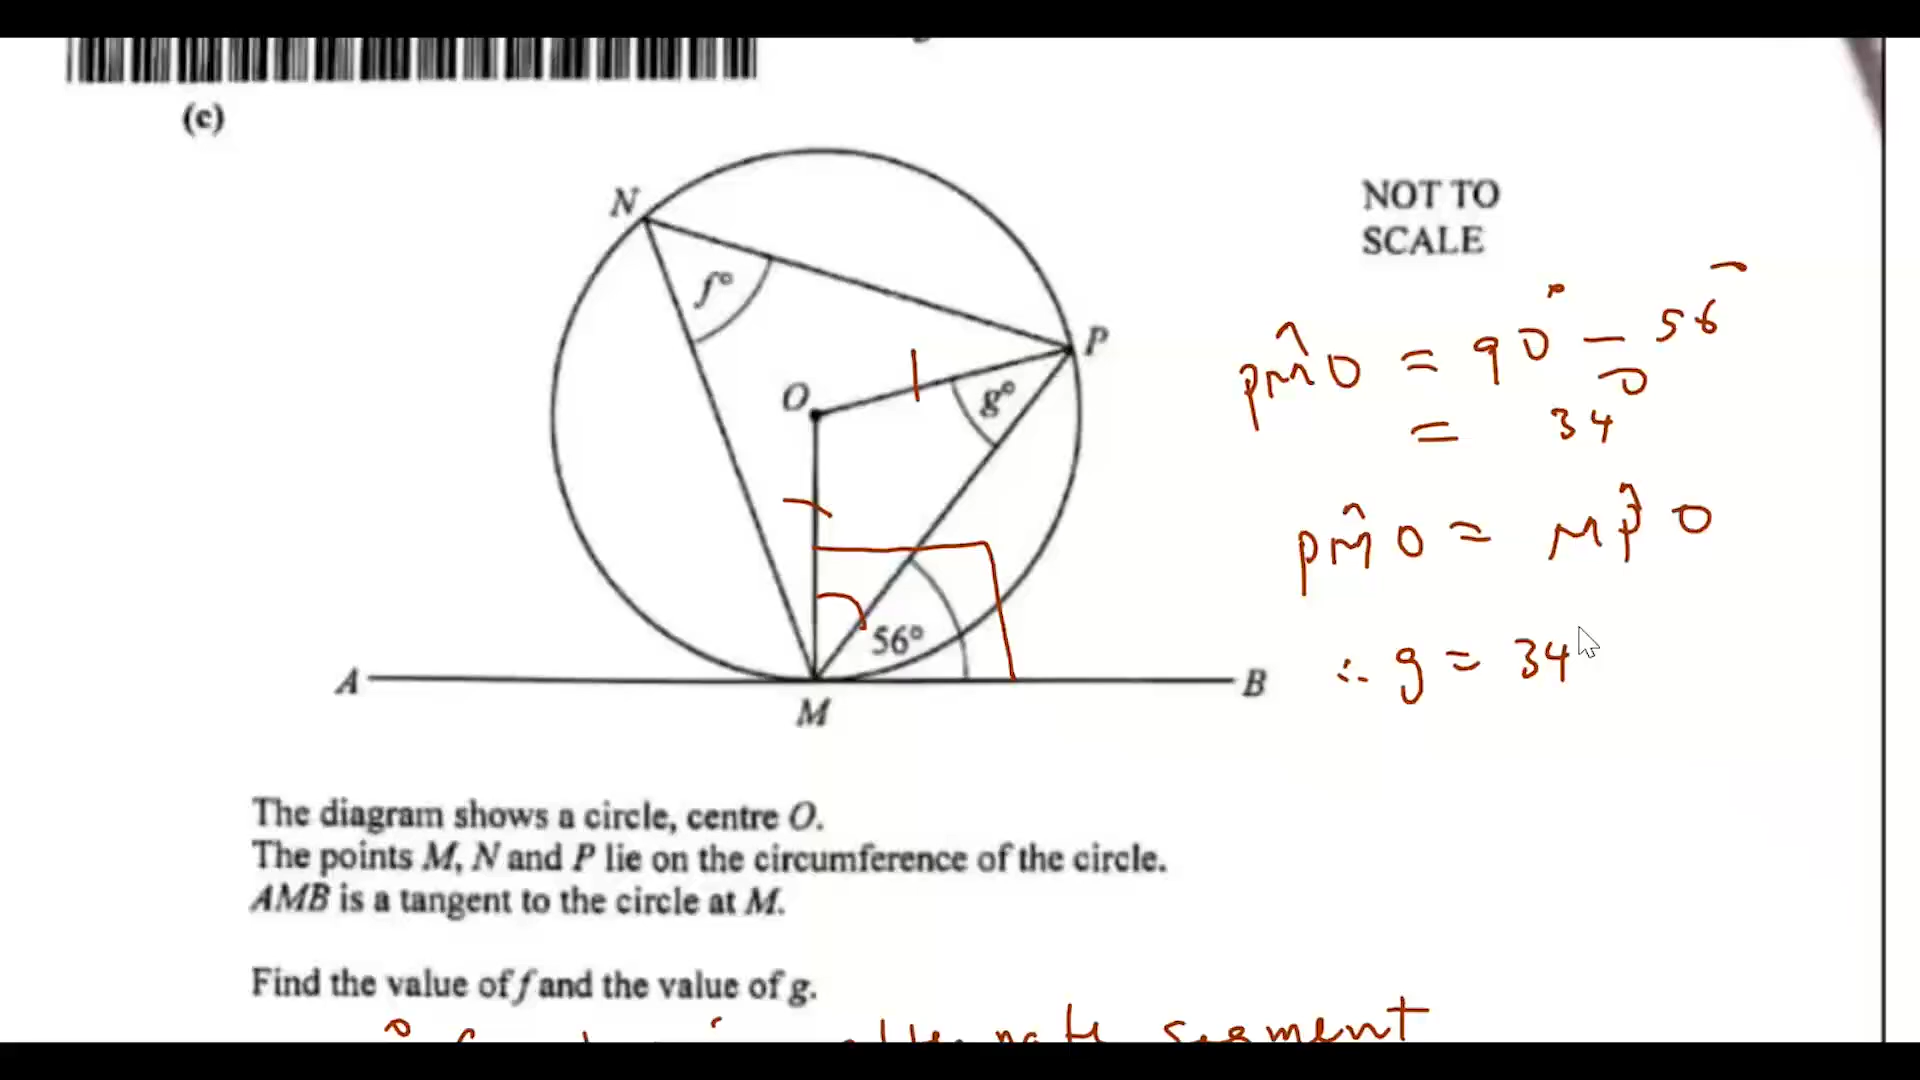 (c)
N
f°
P
O
g°
56°
A
M
B
NOT TO
SCALE
PM̂O = 90° - 56
= 34
PM̂O = MP̂O
∴ g = 34
The diagram shows a circle, centre O.
The points M, N and P lie on the circumference of the circle.
AMB is a tangent to the circle at M.
Find the value of f and the value of g.
alternate segment